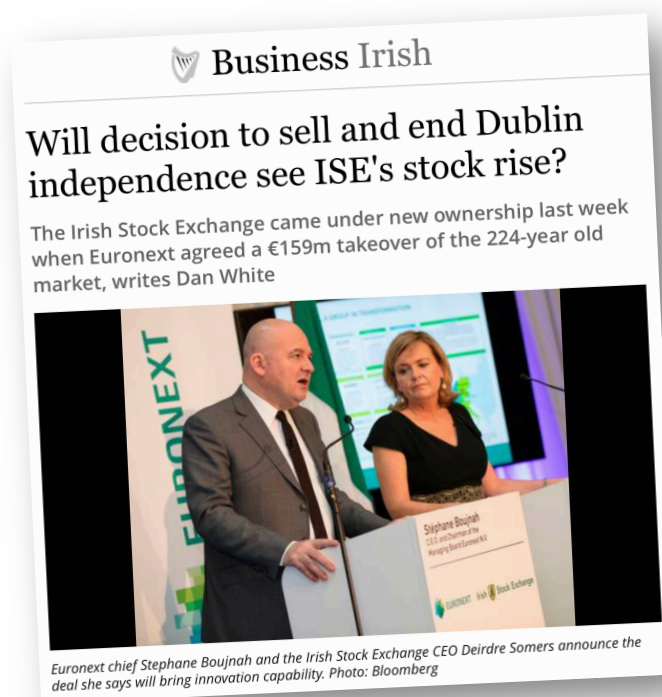 Business Irish
Will decision to sell and end Dublin
independence see ISE's stock rise?
The Irish Stock Exchange came under new ownership last week
when Euronext agreed a €159m takeover of the 224-year old
market, writes Dan White
EURONEXT
A GROUP IN TRANSFORMATION
Stéphane Boujnah
C.E.O. and Chairman of the
Managing Board Euronext N.V.
EURONEXT Irish Stock Exchange
Euronext chief Stephane Boujnah and the Irish Stock Exchange CEO Deirdre Somers announce the
deal she says will bring innovation capability. Photo: Bloomberg